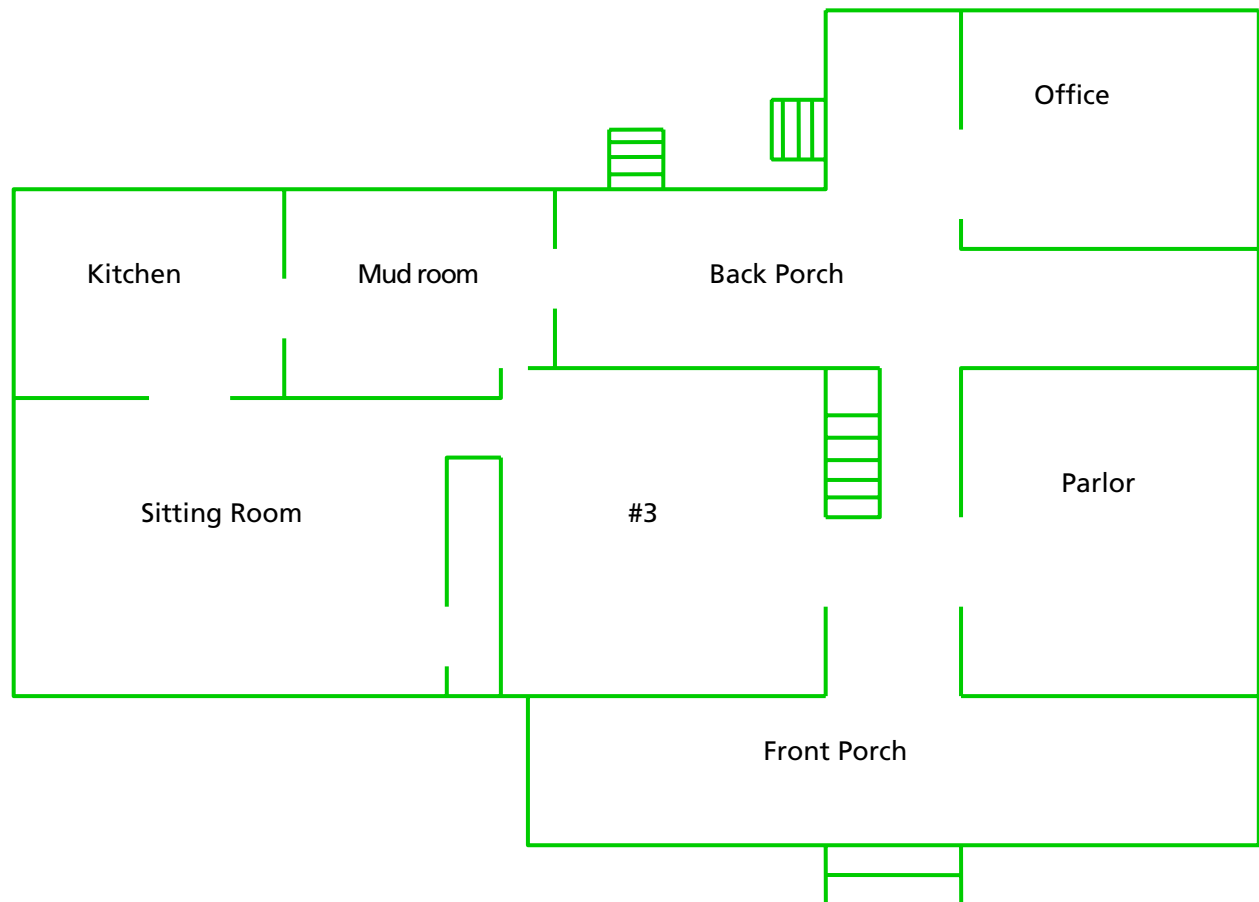 Office
Kitchen
Mud room
Back Porch
Parlor
Sitting Room
#3
Front Porch